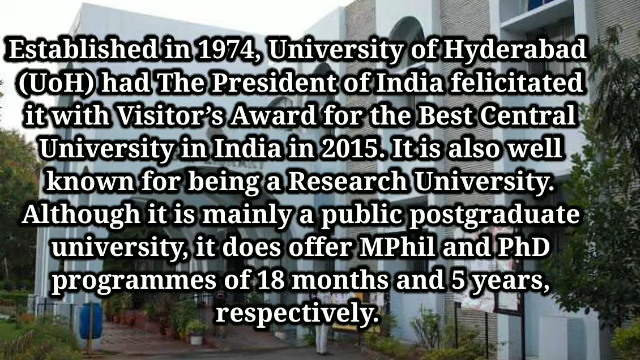 Established in 1974, University of Hyderabad
(UoH) had The President of India felicitated
it with Visitor’s Award for the Best Central
University in India in 2015. It is also well
known for being a Research University.
Although it is mainly a public postgraduate
university, it does offer MPhil and PhD
programmes of 18 months and 5 years,
respectively.